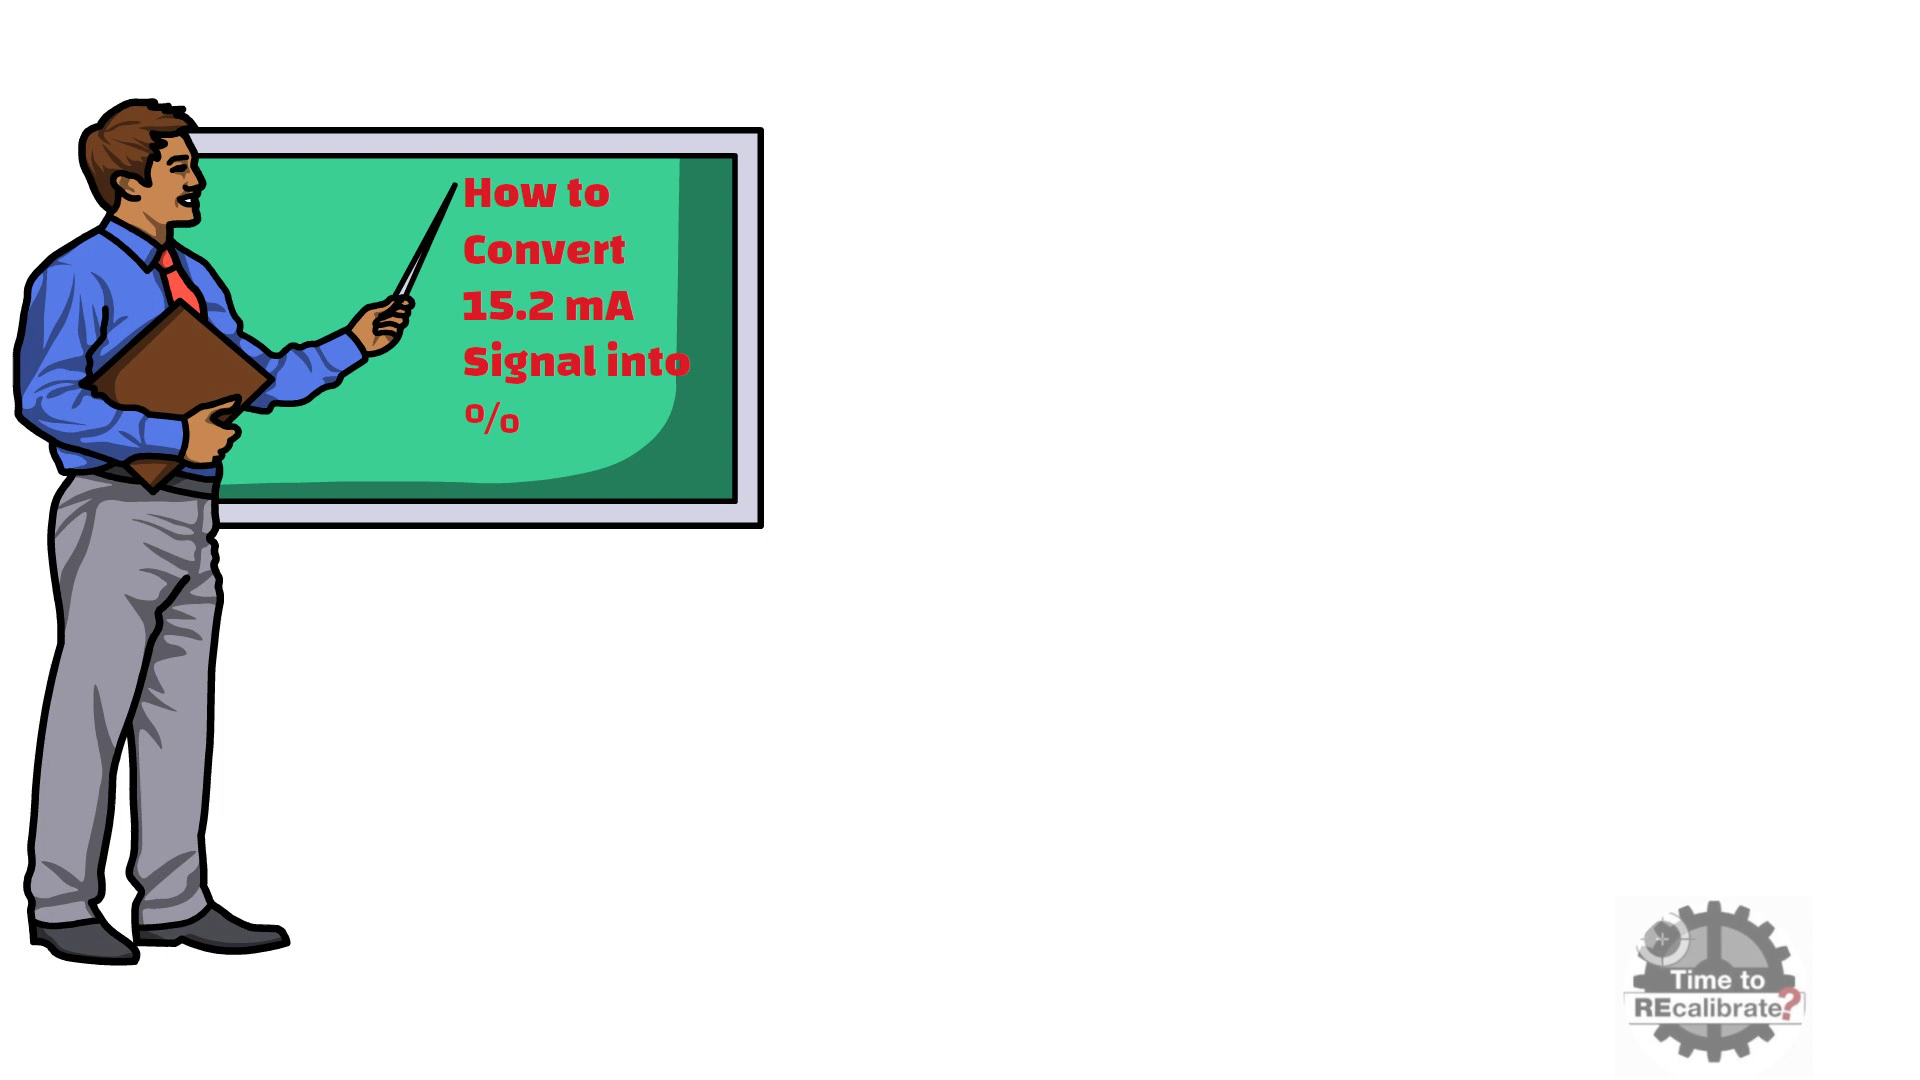 How to
Convert
15.2 mA
Signal into
%
Time to
REcalibrate?